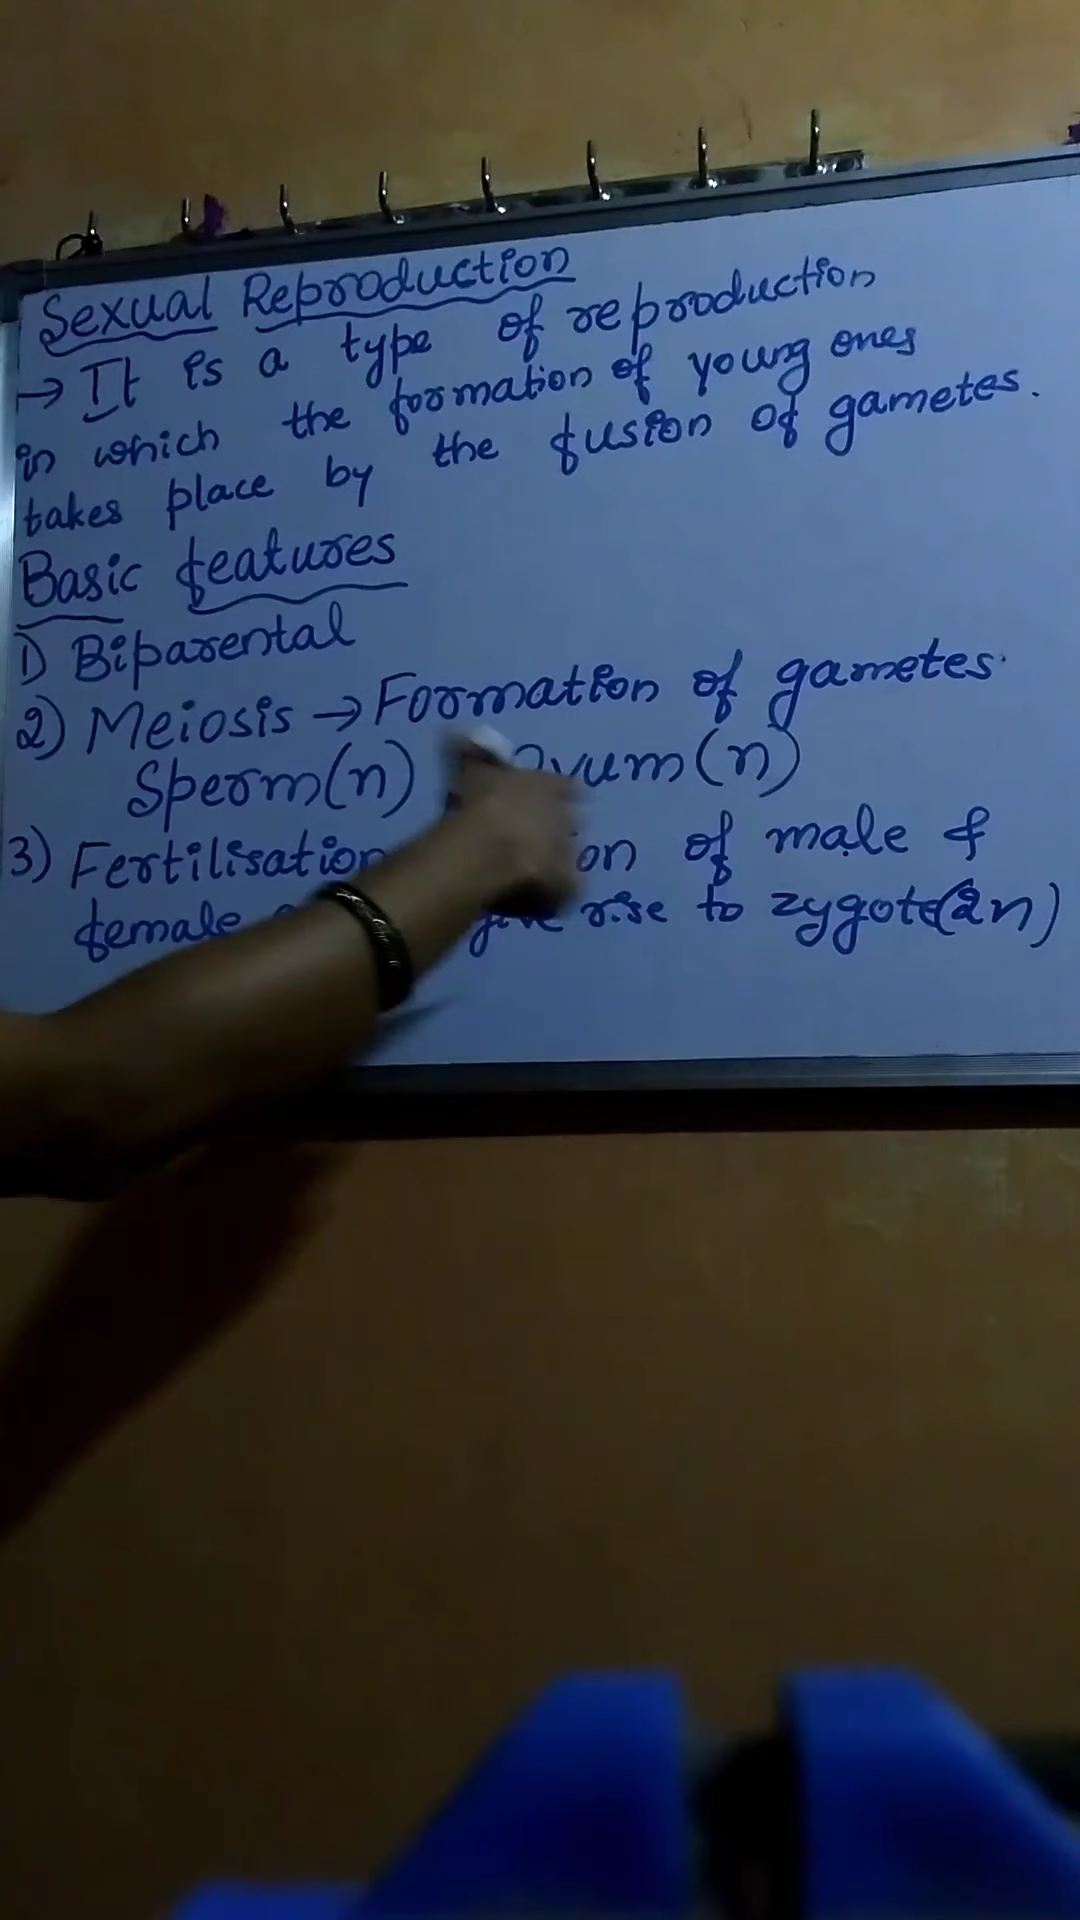 Sexual Reproduction
→ It is a type of reproduction
in which the formation of young ones
takes place by the fusion of gametes.
Basic features
1) Biparental
2) Meiosis → Formation of gametes
Sperm(n) Ovum(n)
3) Fertilisation of male &
female give rise to zygote(2n)